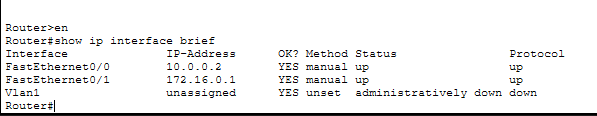 Router>en
Router#show ip interface brief
Interface              IP-Address      OK? Method Status                Protocol
FastEthernet0/0        10.0.0.2        YES manual up                    up
FastEthernet0/1        172.16.0.1      YES manual up                    up
Vlan1                  unassigned      YES unset  administratively down down
Router#